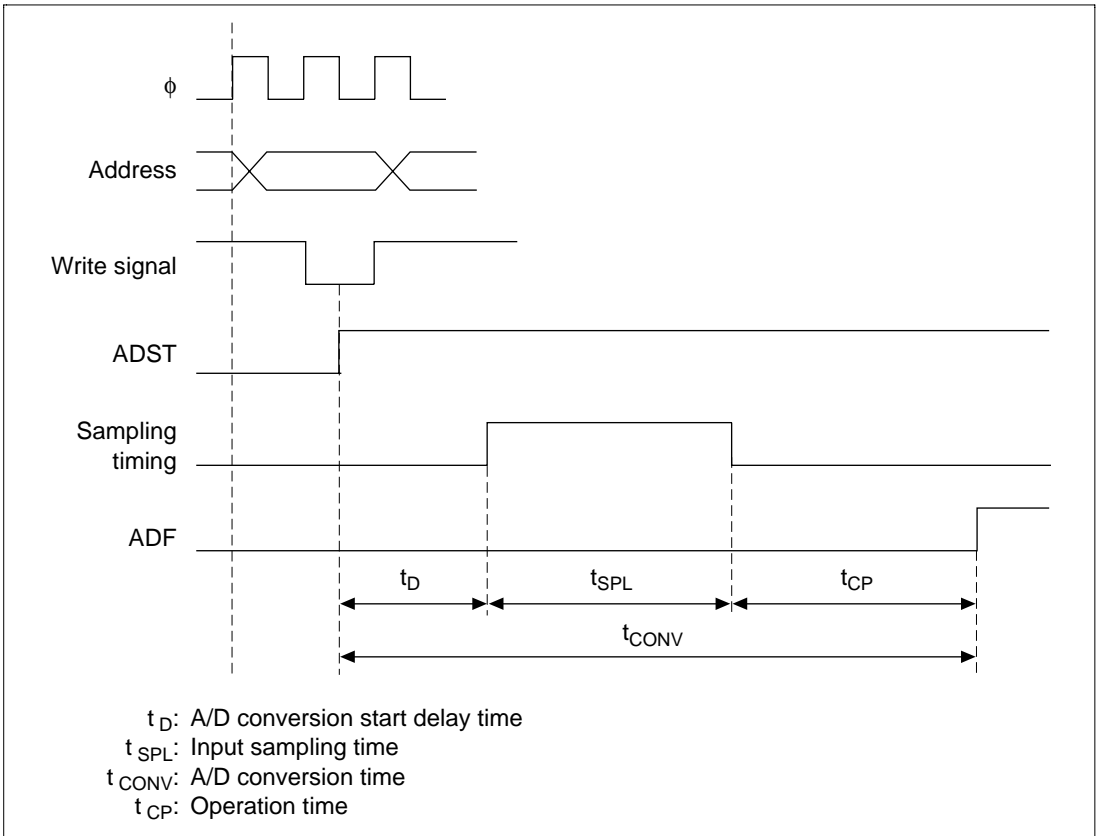 ϕ
Address
Write signal
ADST
Sampling
timing
ADF
tD tSPL tCP
tCONV
tD: A/D conversion start delay time
tSPL: Input sampling time
tCONV: A/D conversion time
tCP: Operation time